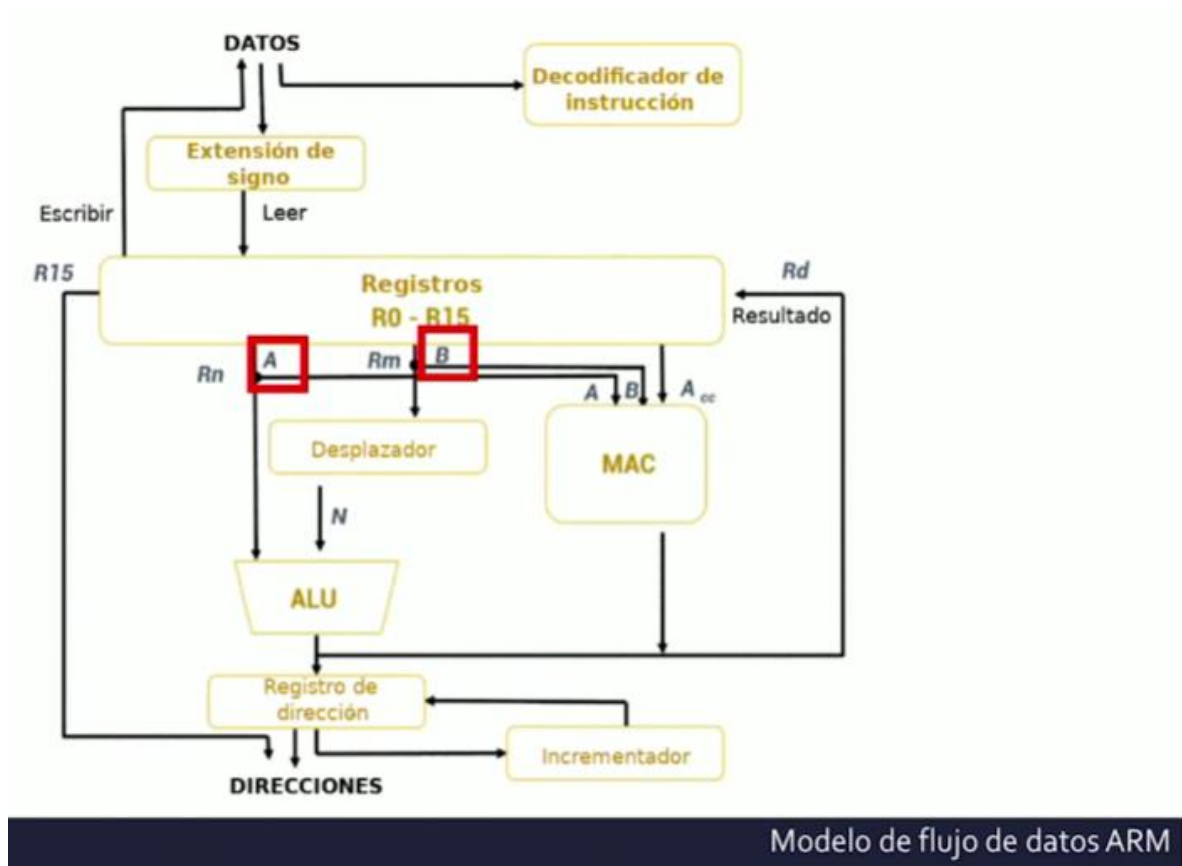 DATOS
Decodificador de
instrucción
Extensión de
signo
Escribir
Leer
R15
Registros
R0 - R15
Rd
Resultado
Rn
A
Rm
B
A
B
A cc
Desplazador
MAC
N
ALU
Registro de
dirección
Incrementador
DIRECCIONES
Modelo de flujo de datos ARM